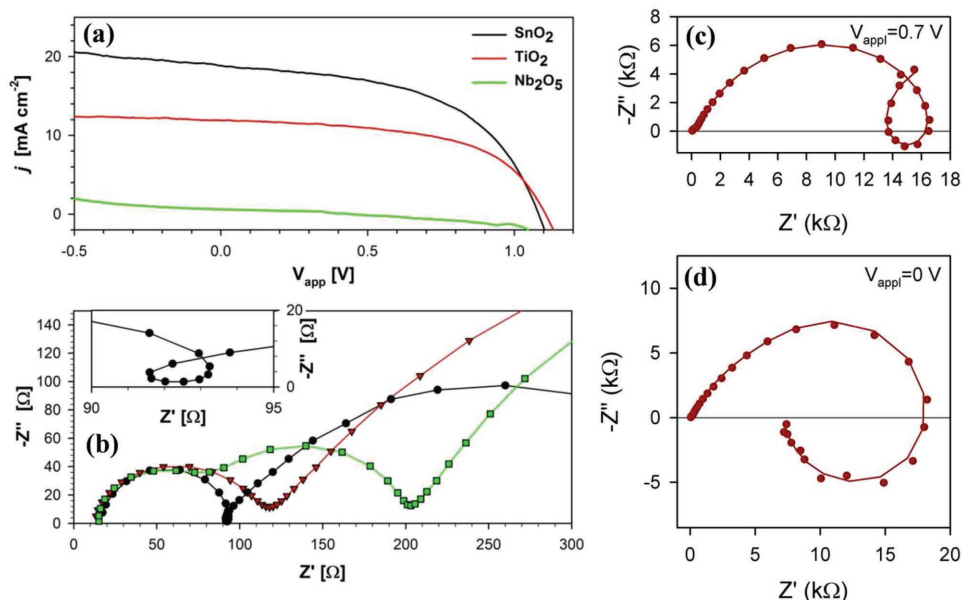 (a)
SnO2
TiO2
Nb2O5
20
10
0
j [mA cm-2]
-0.5 0.0 0.5 1.0
Vapp [V]
(b)
140
120
100
80
60
40
20
0
-Z'' [Ω]
0 50 100 150 200 250 300
Z' [Ω]
20
10
0
-Z'' [Ω]
90 95
Z' [Ω]
(c)
Vappl=0.7 V
8
6
4
2
0
-Z'' (kΩ)
0 2 4 6 8 10 12 14 16 18
Z' (kΩ)
(d)
Vappl=0 V
10
5
0
-5
-Z'' (kΩ)
0 5 10 15 20
Z' (kΩ)